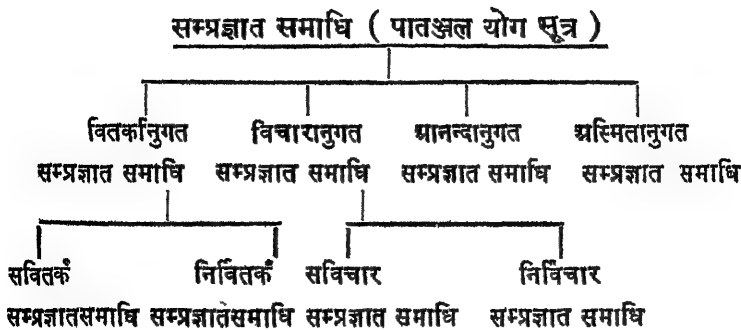 सम्प्रज्ञात समाधि ( पातञ्जल योग सूत्र )
वितर्कानुगत विचारानुगत आनन्दानुगत अस्मितानुगत
सम्प्रज्ञात समाधि सम्प्रज्ञात समाधि सम्प्रज्ञात समाधि सम्प्रज्ञात समाधि
सवितर्क निर्वितर्क सविचार निर्विचार
सम्प्रज्ञातसमाधि सम्प्रज्ञातसमाधि सम्प्रज्ञात समाधि सम्प्रज्ञात समाधि